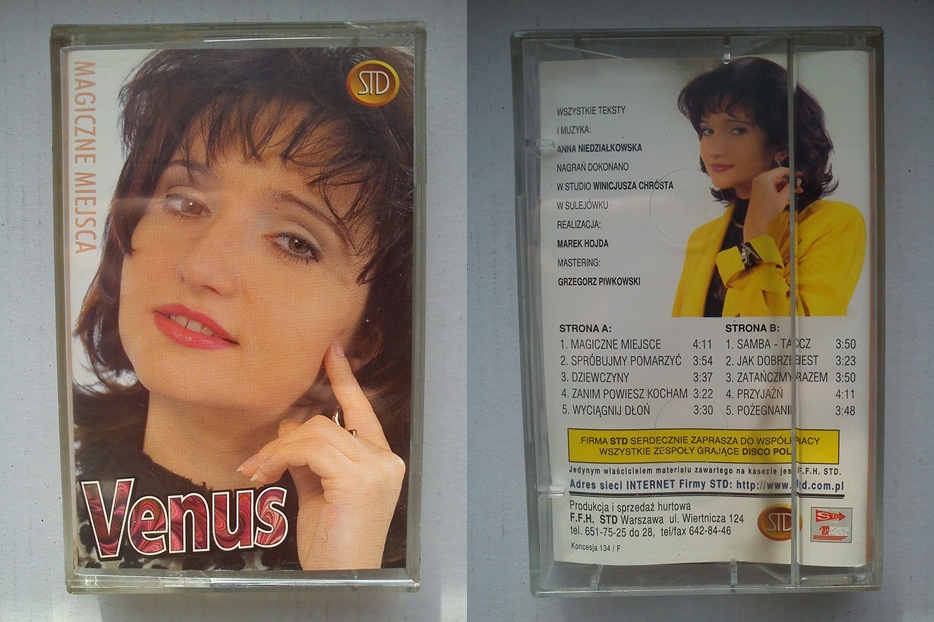 MAGICZNE MIEJSCA
STD
Venus
WSZYSTKIE TEKSTY
I MUZYKA:
ANNA NIEDZIAŁKOWSKA
NAGRAŃ DOKONANO
W STUDIO WINICJUSZA CHRÓSTA
W SULEJÓWKU
REALIZACJA:
MAREK HOJDA
MASTERING:
GRZEGORZ PIWKOWSKI
STRONA A:
1. MAGICZNE MIEJSCE 4:11
2. SPRÓBUJMY POMARZYĆ 3:54
3. DZIEWCZYNY 3:37
4. ZANIM POWIESZ KOCHAM 3:22
5. WYCIĄGNIJ DŁOŃ 3:30
STRONA B:
1. SAMBA - 3:50
2. JAK DOBRZE JEST 3:23
3. ZATAŃCZMY RAZEM 3:50
4. PRZYJAŹŃ 4:11
5. POŻEGNANIE 3:48
FIRMA STD SERDECZNIE ZAPRASZA DO WSPÓŁPRACY
WSZYSTKIE ZESPOŁY GRAJĄCE DISCO POLO
Jedynym właścicielem materiału zawartego na kasecie jest F.F.H. STD.
Adres sieci INTERNET Firmy STD: http://www.std.com.pl
Produkcja i sprzedaż hurtowa
F.F.H. STD Warszawa ul. Wiertnicza 124
tel. 651-75-25 do 28, tel/fax 642-84-46
Koncesja 134 / F
STD